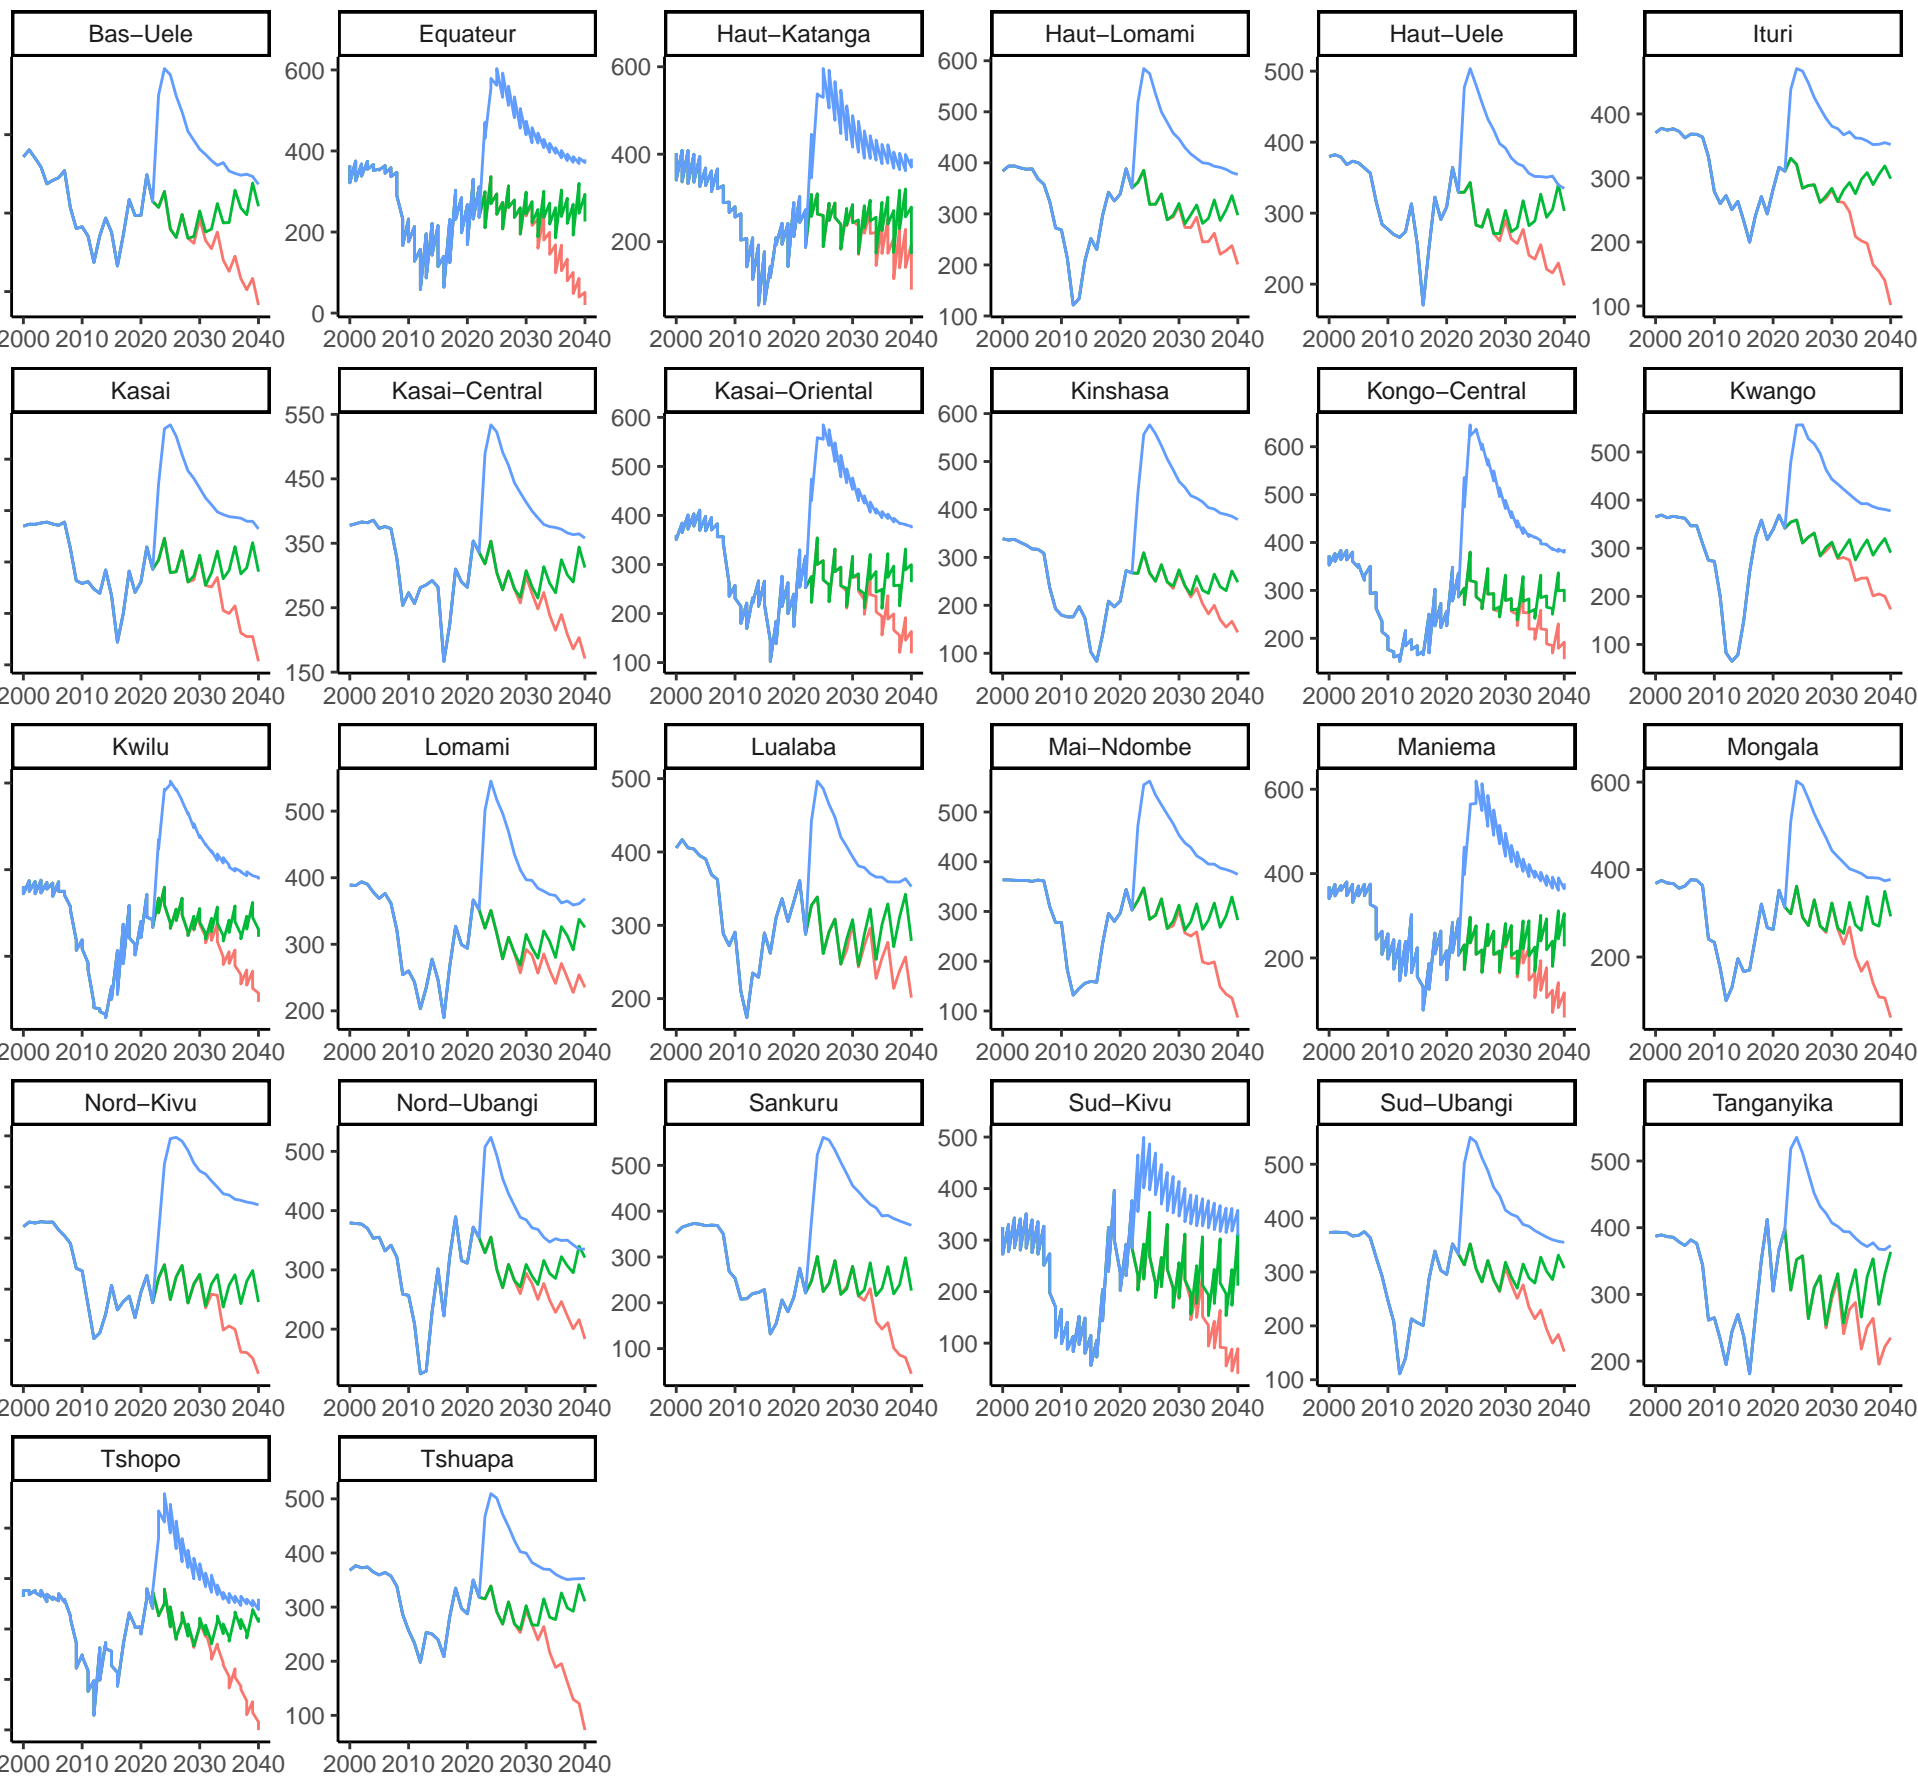 Bas−Uele Equateur Haut−Katanga Haut−Lomami Haut−Uele Ituri
600 400 200 0
600 400 200
600 500 400 300 200 100
500 400 300 200
400 300 200 100
2000 2010 2020 2030 2040 2000 2010 2020 2030 2040 2000 2010 2020 2030 2040 2000 2010 2020 2030 2040 2000 2010 2020 2030 2040 2000 2010 2020 2030 2040
Kasai Kasai−Central Kasai−Oriental Kinshasa Kongo−Central Kwango
550 450 350 250 150
600 500 400 300 200 100
600 500 400 300 200 100
600 500 400 300 200
500 400 300 200 100
2000 2010 2020 2030 2040 2000 2010 2020 2030 2040 2000 2010 2020 2030 2040 2000 2010 2020 2030 2040 2000 2010 2020 2030 2040 2000 2010 2020 2030 2040
Kwilu Lomami Lualaba Mai−Ndombe Maniema Mongala
500 400 300 200
500 400 300 200
500 400 300 200 100
600 400 200
600 400 200
2000 2010 2020 2030 2040 2000 2010 2020 2030 2040 2000 2010 2020 2030 2040 2000 2010 2020 2030 2040 2000 2010 2020 2030 2040 2000 2010 2020 2030 2040
Nord−Kivu Nord−Ubangi Sankuru Sud−Kivu Sud−Ubangi Tanganyika
500 400 300 200
500 400 300 200 100
500 400 300 200 100
500 400 300 200 100
500 400 300 200
2000 2010 2020 2030 2040 2000 2010 2020 2030 2040 2000 2010 2020 2030 2040 2000 2010 2020 2030 2040 2000 2010 2020 2030 2040 2000 2010 2020 2030 2040
Tshopo Tshuapa
500 400 300 200 100
2000 2010 2020 2030 2040 2000 2010 2020 2030 2040